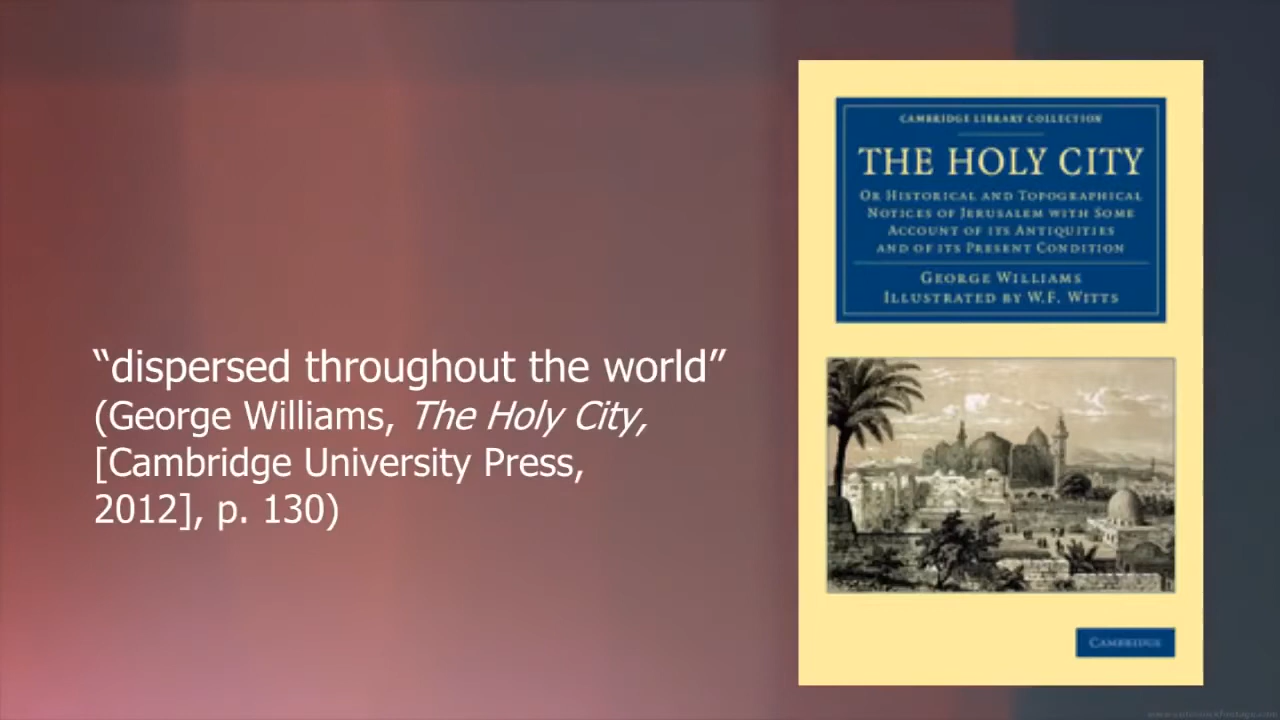 “dispersed throughout the world”
(George Williams, The Holy City,
[Cambridge University Press,
2012], p. 130)
CAMBRIDGE LIBRARY COLLECTION
THE HOLY CITY
OR HISTORICAL AND TOPOGRAPHICAL
NOTICES OF JERUSALEM WITH SOME
ACCOUNT OF ITS ANTIQUITIES
AND OF ITS PRESENT CONDITION
GEORGE WILLIAMS
ILLUSTRATED BY W.F. WITTS
CAMBRIDGE